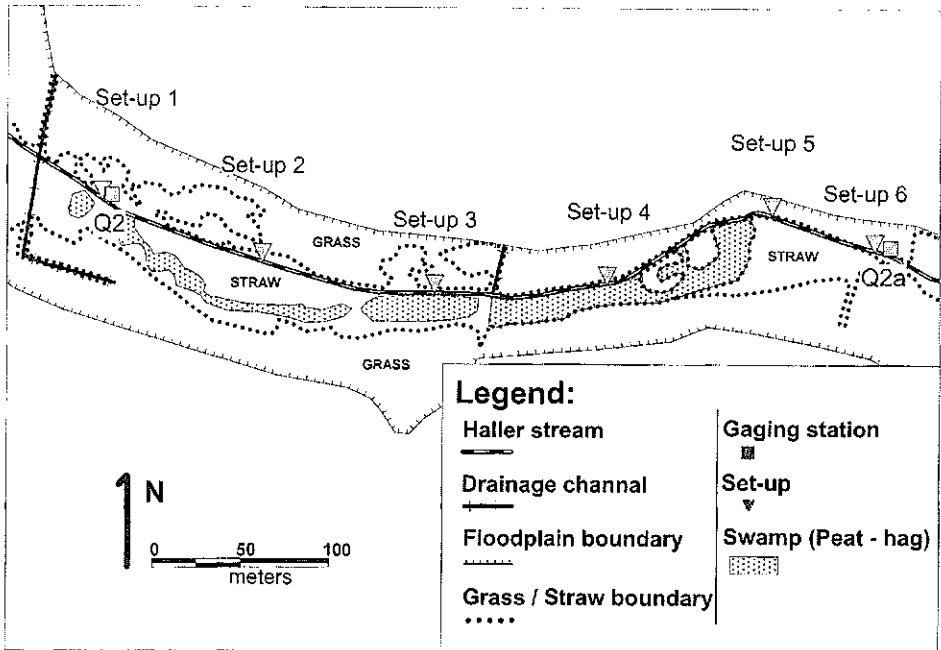 Set-up 1
Set-up 2
Set-up 3
Set-up 4
Set-up 5
Set-up 6
GRASS
Q2
STRAW
STRAW
Q2a
GRASS
N
0 50 100
meters
Legend:
Haller stream
Drainage channal
Floodplain boundary
Grass / Straw boundary
Gaging station
Set-up
Swamp (Peat - hag)